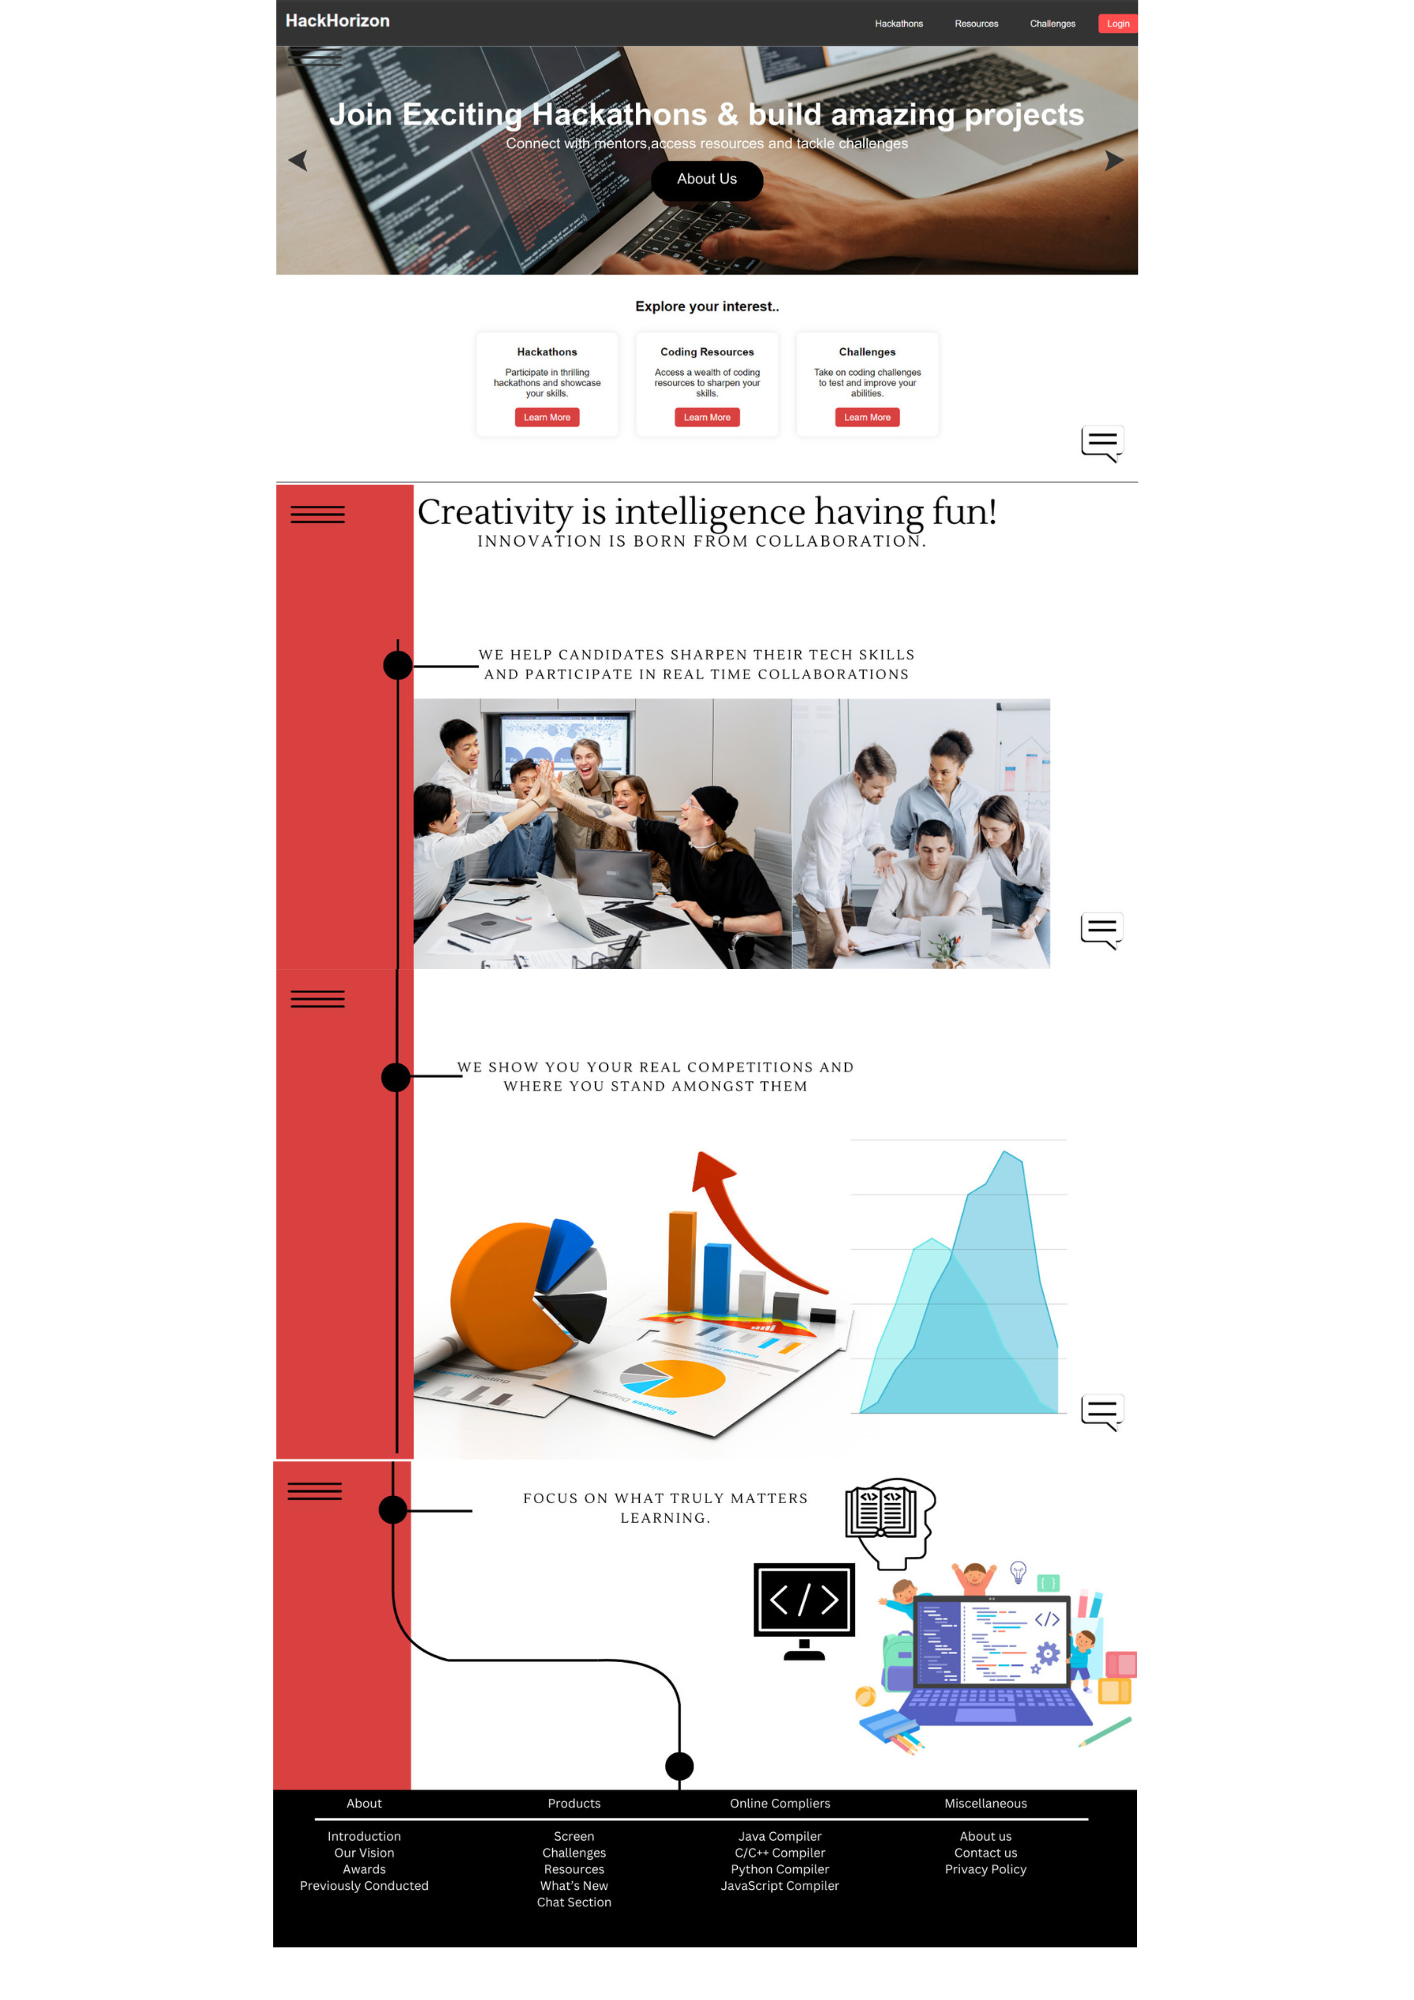 HackHorizon
Hackathons
Resources
Challenges
Login
Join Exciting Hackathons & build amazing projects
Connect with mentors,access resources and tackle challenges
About Us
Explore your interest..
Hackathons
Participate in thrilling
hackathons and showcase
your skills.
Learn More
Coding Resources
Access a wealth of coding
resources to sharpen your
skills.
Learn More
Challenges
Take on coding challenges
to test and improve your
abilities.
Learn More
Creativity is intelligence having fun!
INNOVATION IS BORN FROM COLLABORATION.
WE HELP CANDIDATES SHARPEN THEIR TECH SKILLS
AND PARTICIPATE IN REAL TIME COLLABORATIONS
WE SHOW YOU YOUR REAL COMPETITIONS AND
WHERE YOU STAND AMONGST THEM
Business Diagram
FOCUS ON WHAT TRULY MATTERS
LEARNING.
About
Introduction
Our Vision
Awards
Previously Conducted
Products
Screen
Challenges
Resources
What's New
Chat Section
Online Compliers
Java Compiler
C/C++ Compiler
Python Compiler
JavaScript Compiler
Miscellaneous
About us
Contact us
Privacy Policy